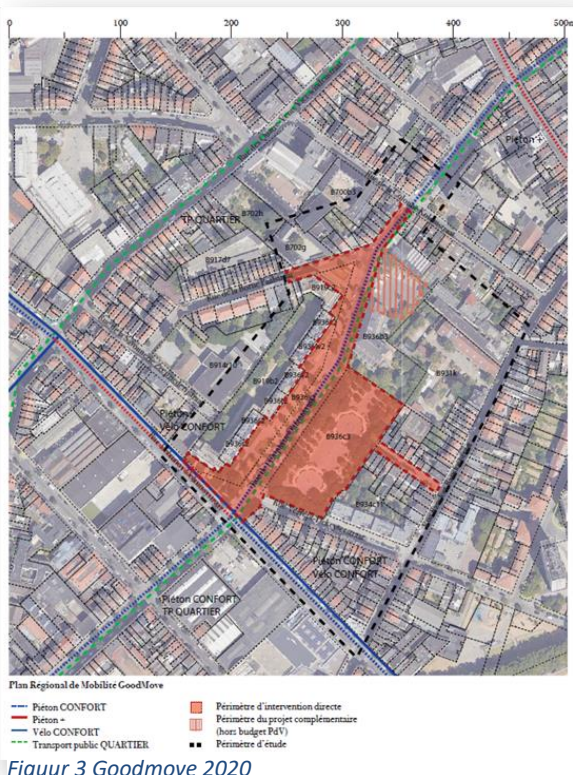 0 100 200 300 400 500m
Piéton +
B700b3
B702h
TP QUARTIER
B702g
B917d7
B936b3
B931k
B919b2
Piéton+
Vélo CONFORT
B926c3
B934c11
Piéton CONFORT
Vélo CONFORT
Piéton CONFORT
TP QUARTIER
Plan Régional de Mobilité GoodMove
Piéton CONFORT
Piéton +
Vélo CONFORT
Transport public QUARTIER
Périmètre d'intervention directe
Périmètre du projet complémentaire
(hors budget PdV)
Périmètre d'étude
Figuur 3 Goodmove 2020